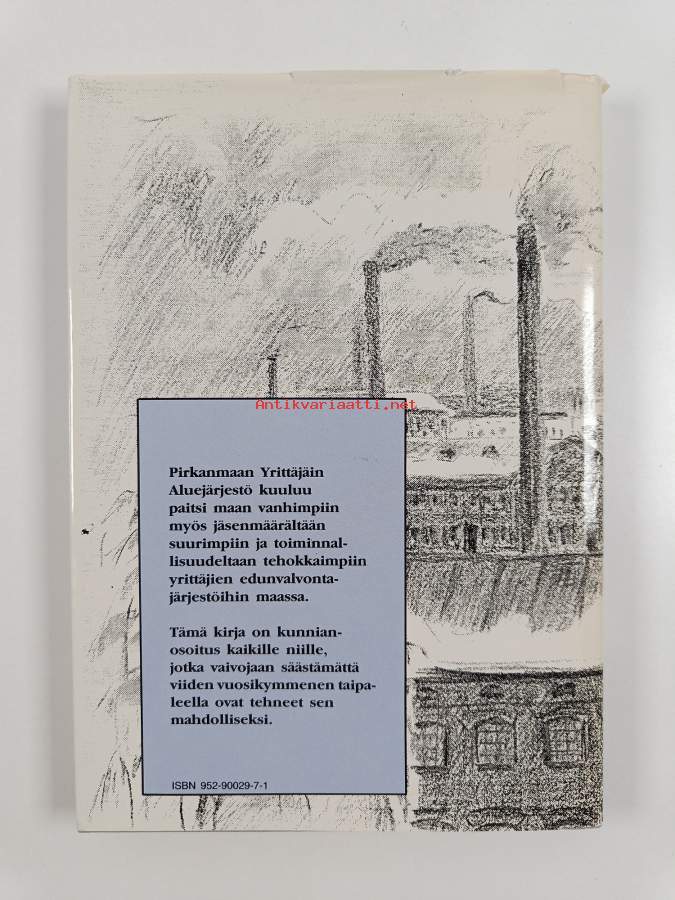 Antikvariaatti.net
Pirkanmaan Yrittäjäin
Aluejärjestö kuuluu
paitsi maan vanhimpiin
myös jäsenmäärältään
suurimpiin ja toiminnal-
lisuudeltaan tehokkaimpiin
yrittäjien edunvalvonta-
järjestöihin maassa.
Tämä kirja on kunnian-
osoitus kaikille niille,
jotka vaivojaan säästämättä
viiden vuosikymmenen taipa-
leella ovat tehneet sen
mahdolliseksi.
ISBN 952-90029-7-1